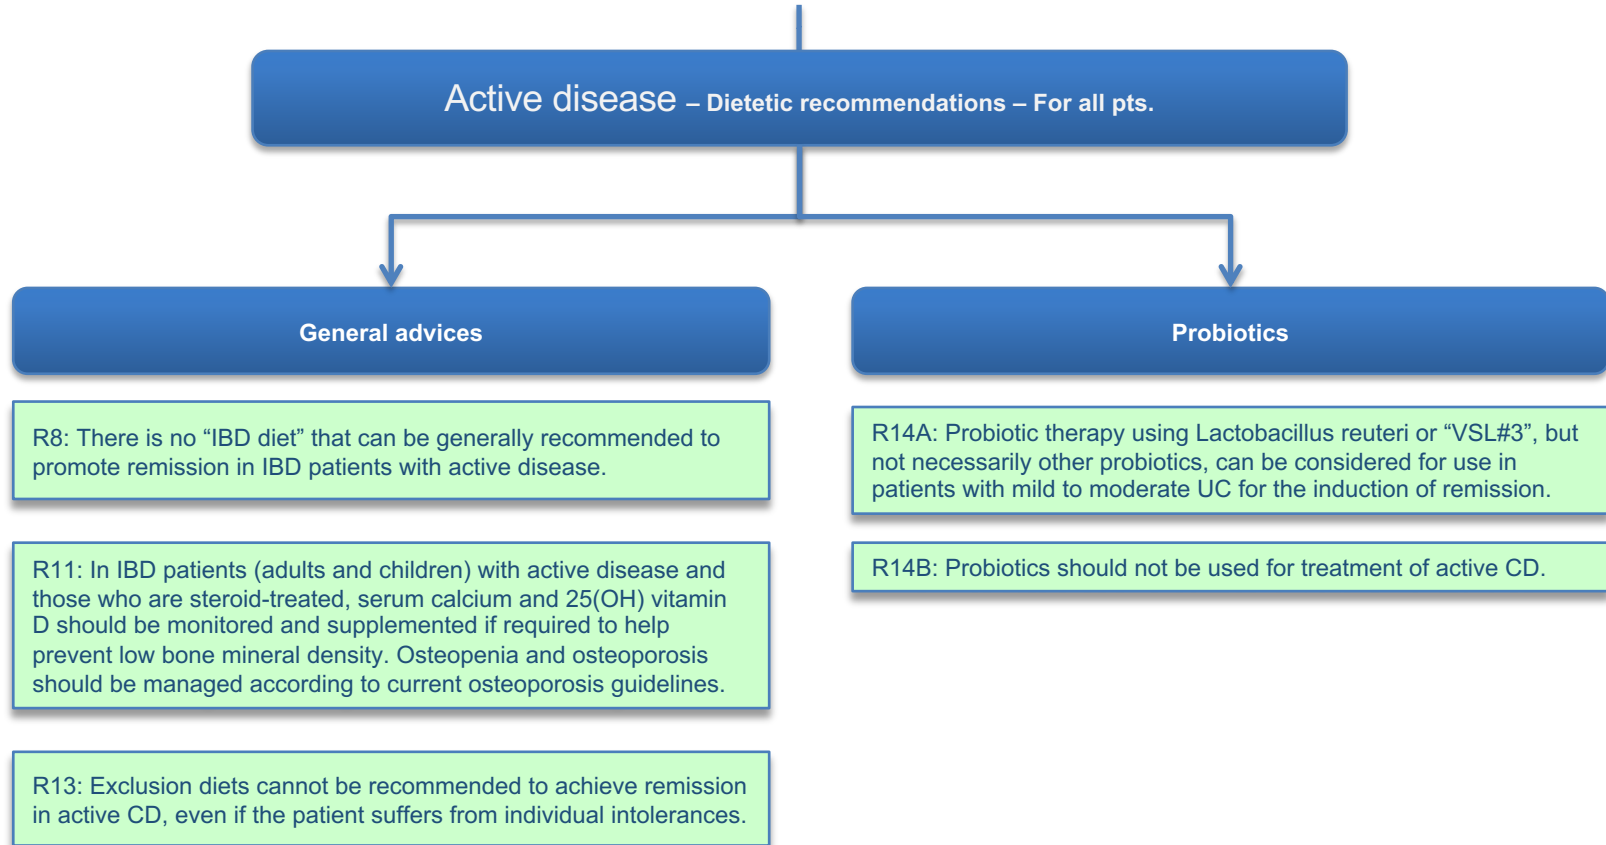 Active disease – Dietetic recommendations – For all pts.
General advices
R8: There is no “IBD diet” that can be generally recommended to
promote remission in IBD patients with active disease.
R11: In IBD patients (adults and children) with active disease and
those who are steroid-treated, serum calcium and 25(OH) vitamin
D should be monitored and supplemented if required to help
prevent low bone mineral density. Osteopenia and osteoporosis
should be managed according to current osteoporosis guidelines.
R13: Exclusion diets cannot be recommended to achieve remission
in active CD, even if the patient suffers from individual intolerances.
Probiotics
R14A: Probiotic therapy using Lactobacillus reuteri or “VSL#3”, but
not necessarily other probiotics, can be considered for use in
patients with mild to moderate UC for the induction of remission.
R14B: Probiotics should not be used for treatment of active CD.